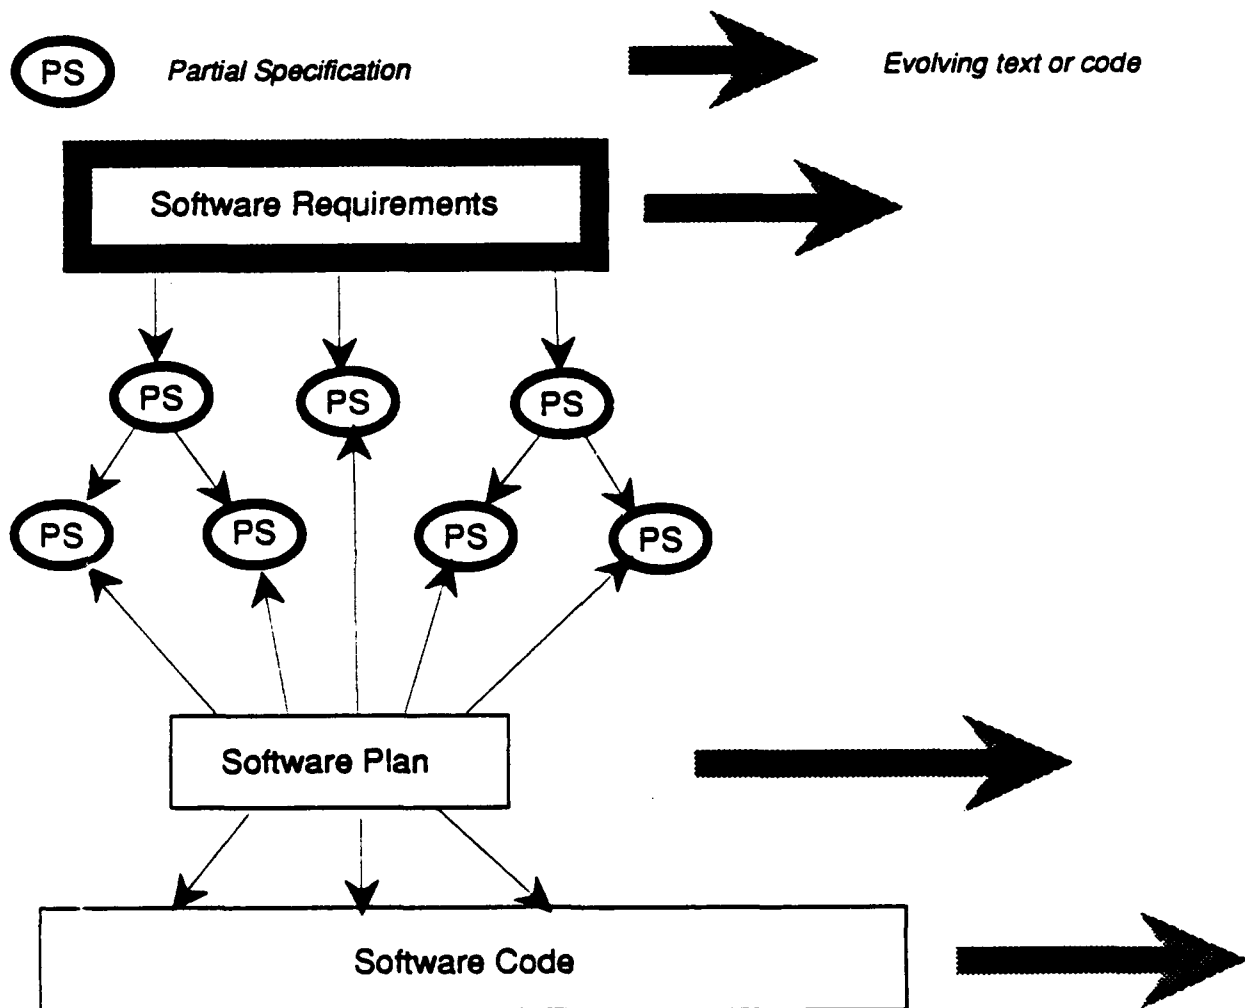 PS Partial Specification Evolving text or code
Software Requirements
PS PS PS
PS PS PS PS
Software Plan
Software Code